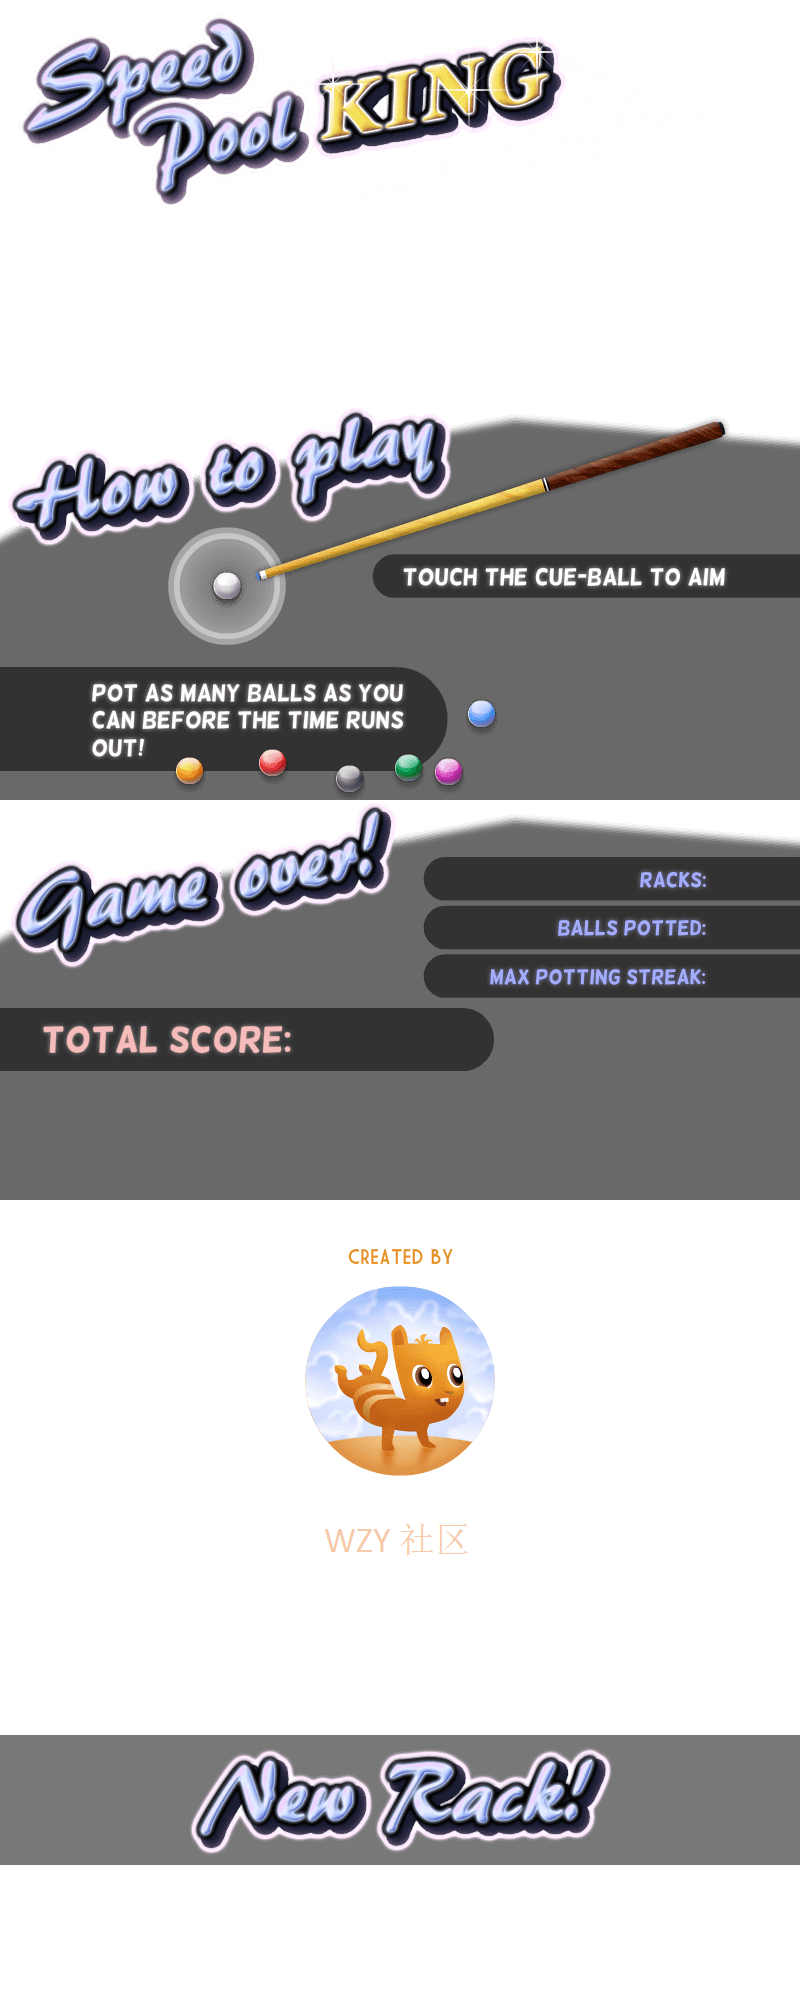 Speed
Pool KING
How to play
TOUCH THE CUE-BALL TO AIM
POT AS MANY BALLS AS YOU
CAN BEFORE THE TIME RUNS
OUT!
Game over!
RACKS:
BALLS POTTED:
MAX POTTING STREAK:
TOTAL SCORE:
CREATED BY
WZY 社区
New Rack!